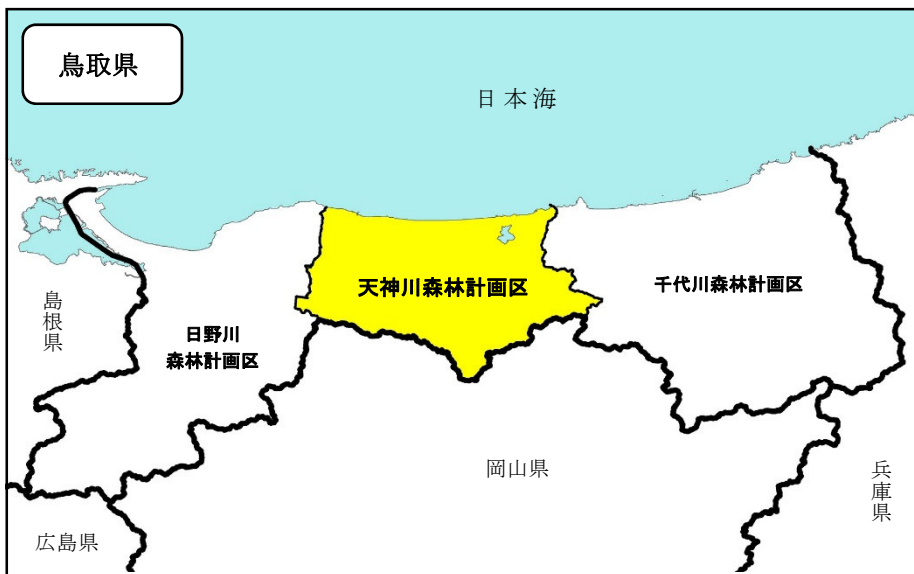 鳥取県
日本海
天神川森林計画区
千代川森林計画区
島根県
日野川
森林計画区
岡山県
兵庫県
広島県